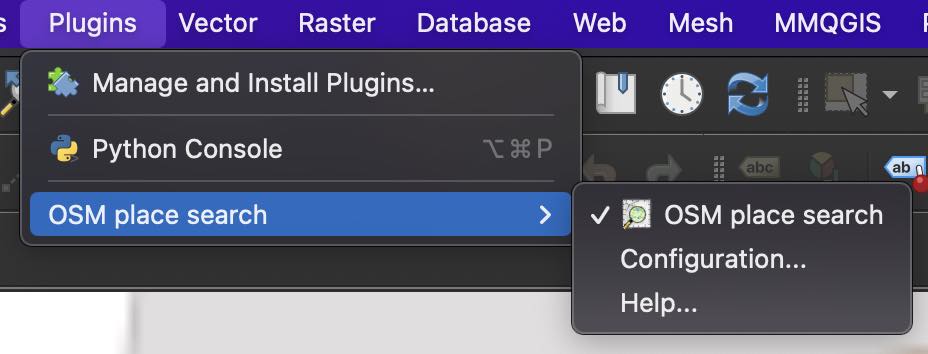 s Plugins Vector Raster Database Web Mesh MMQGIS
Manage and Install Plugins...
Python Console ⌥⌘P
abc
ab
OSM place search
✓ OSM place search
Configuration...
Help...